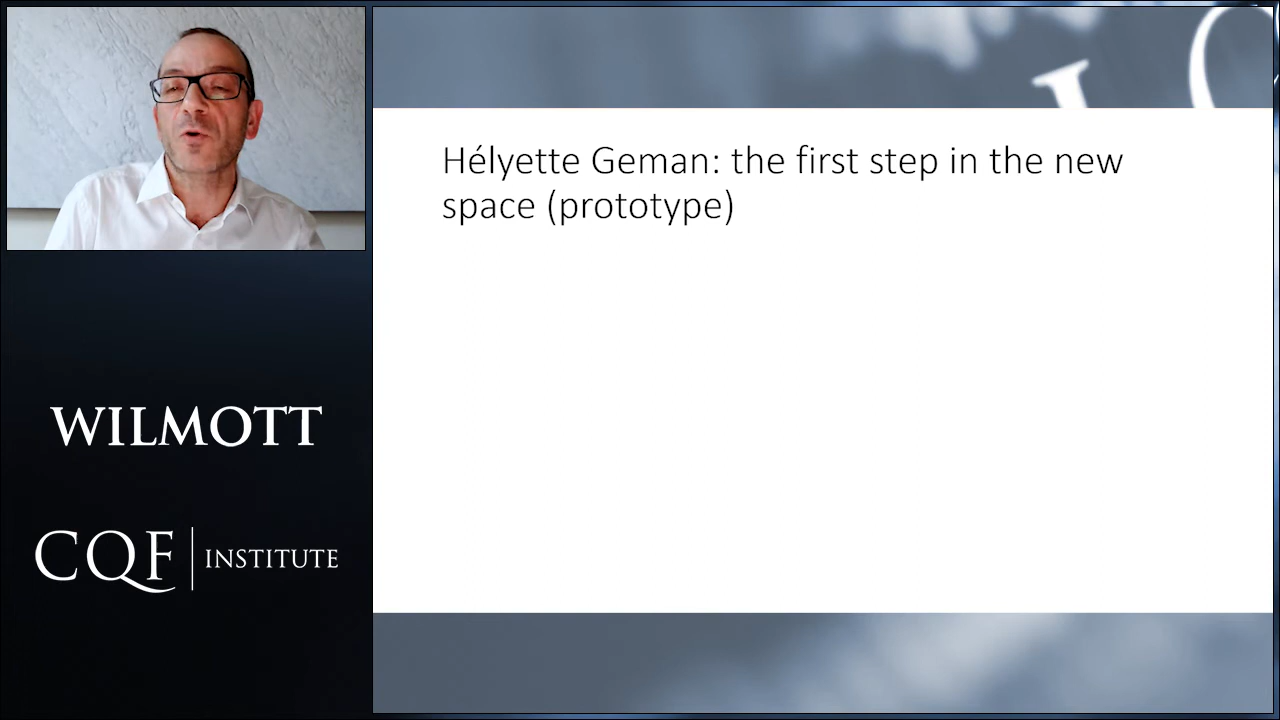 Hélyette Geman: the first step in the new
space (prototype)
WILMOTT
CQF | INSTITUTE